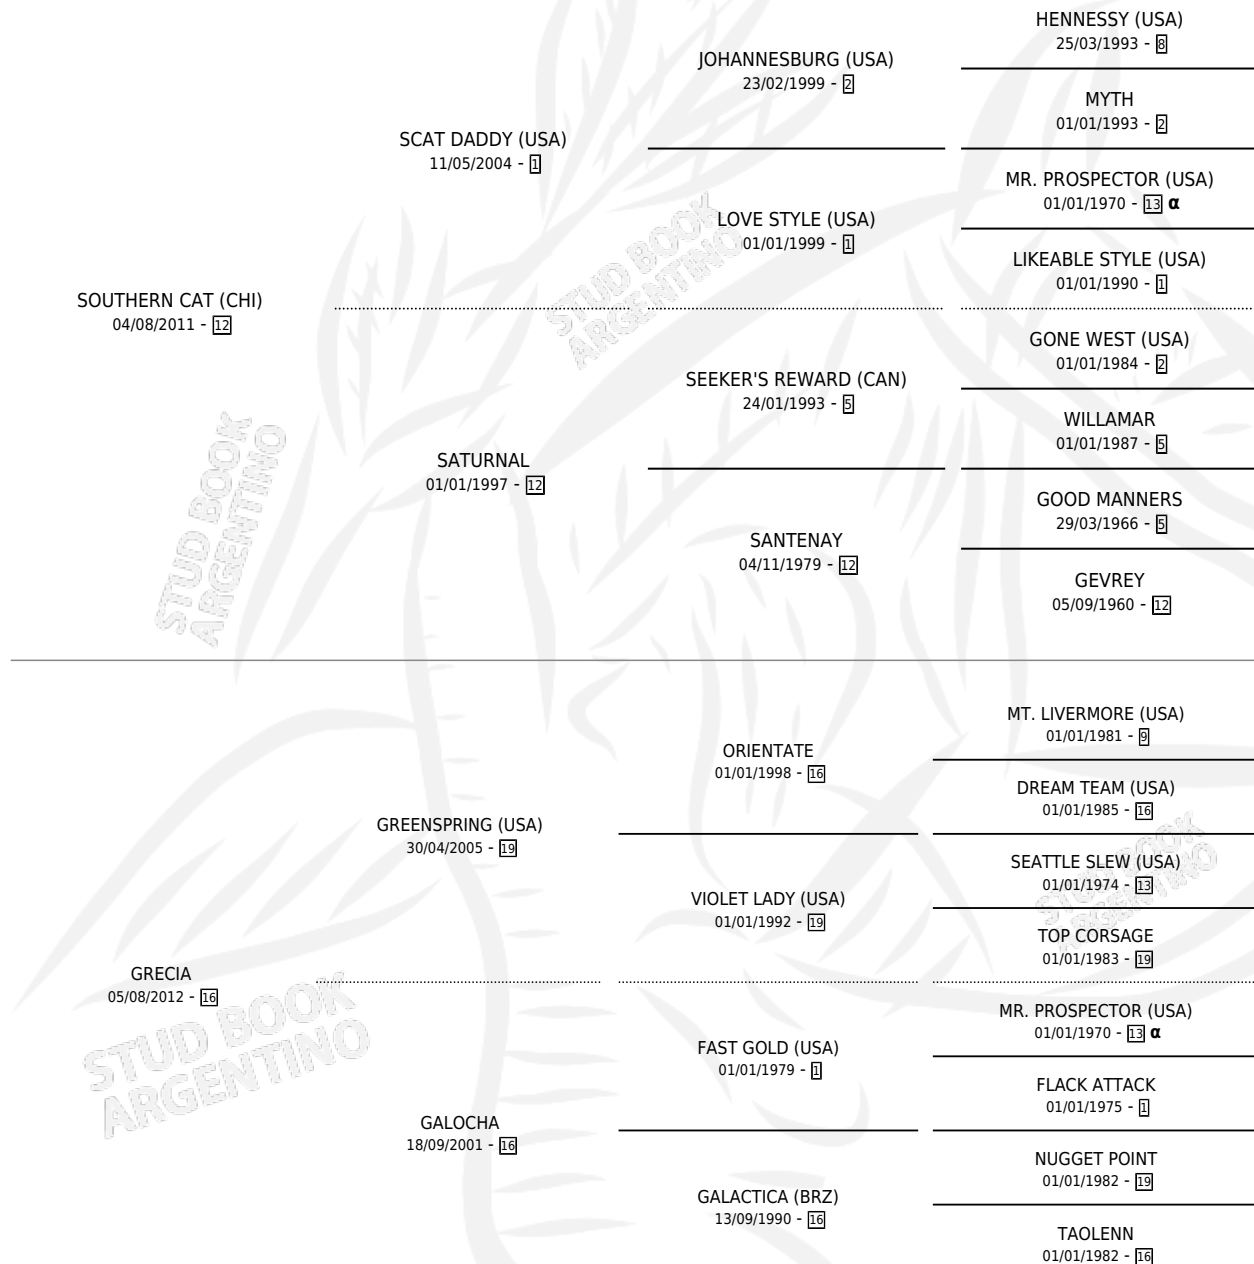 HENNESSY (USA)
25/03/1993 - 8
JOHANNESBURG (USA)
23/02/1999 - 2
MYTH
01/01/1993 - 2
SCAT DADDY (USA)
11/05/2004 - 1
MR. PROSPECTOR (USA)
01/01/1970 - 13 α
LOVE STYLE (USA)
01/01/1999 - 1
LIKEABLE STYLE (USA)
01/01/1990 - 1
SOUTHERN CAT (CHI)
04/08/2011 - 12
GONE WEST (USA)
01/01/1984 - 2
SEEKER'S REWARD (CAN)
24/01/1993 - 5
WILLAMAR
01/01/1987 - 5
SATURNAL
01/01/1997 - 12
GOOD MANNERS
29/03/1966 - 5
SANTENAY
04/11/1979 - 12
GEVREY
05/09/1960 - 12
MT. LIVERMORE (USA)
01/01/1981 - 9
ORIENTATE
01/01/1998 - 16
DREAM TEAM (USA)
01/01/1985 - 16
GREENSPRING (USA)
30/04/2005 - 19
SEATTLE SLEW (USA)
01/01/1974 - 13
VIOLET LADY (USA)
01/01/1992 - 19
TOP CORSAGE
01/01/1983 - 19
GRECIA
05/08/2012 - 16
MR. PROSPECTOR (USA)
01/01/1970 - 13 α
FAST GOLD (USA)
01/01/1979 - 1
FLACK ATTACK
01/01/1975 - 1
GALOCHA
18/09/2001 - 16
NUGGET POINT
01/01/1982 - 19
GALACTICA (BRZ)
13/09/1990 - 16
TAOLENN
01/01/1982 - 16
STUD BOOK
ARGENTINO
STUD BOOK
ARGENTINO
STUD BOOK
ARGENTINO
STUD BOOK
ARGENTINO